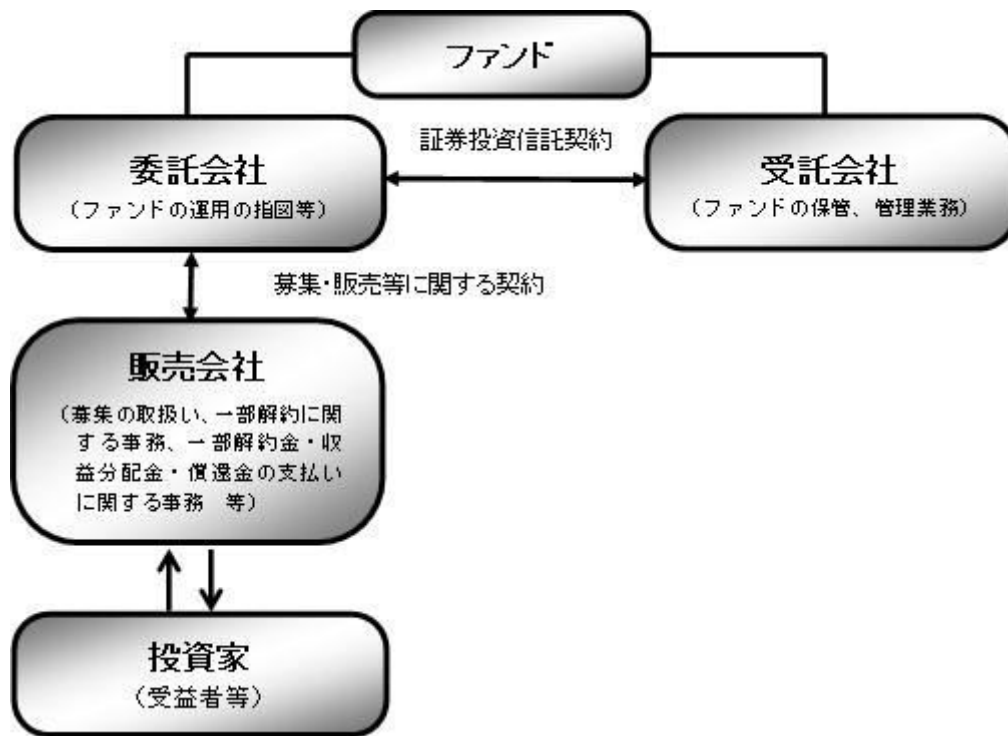 ファンド
委託会社
（ファンドの運用の指図等）
証券投資信託契約
受託会社
（ファンドの保管、管理業務）
募集・販売等に関する契約
販売会社
（募集の取扱い、一部解約に関
する事務、一部解約金・収
益分配金・償還金の支払い
に関する事務　等）
投資家
（受益者等）